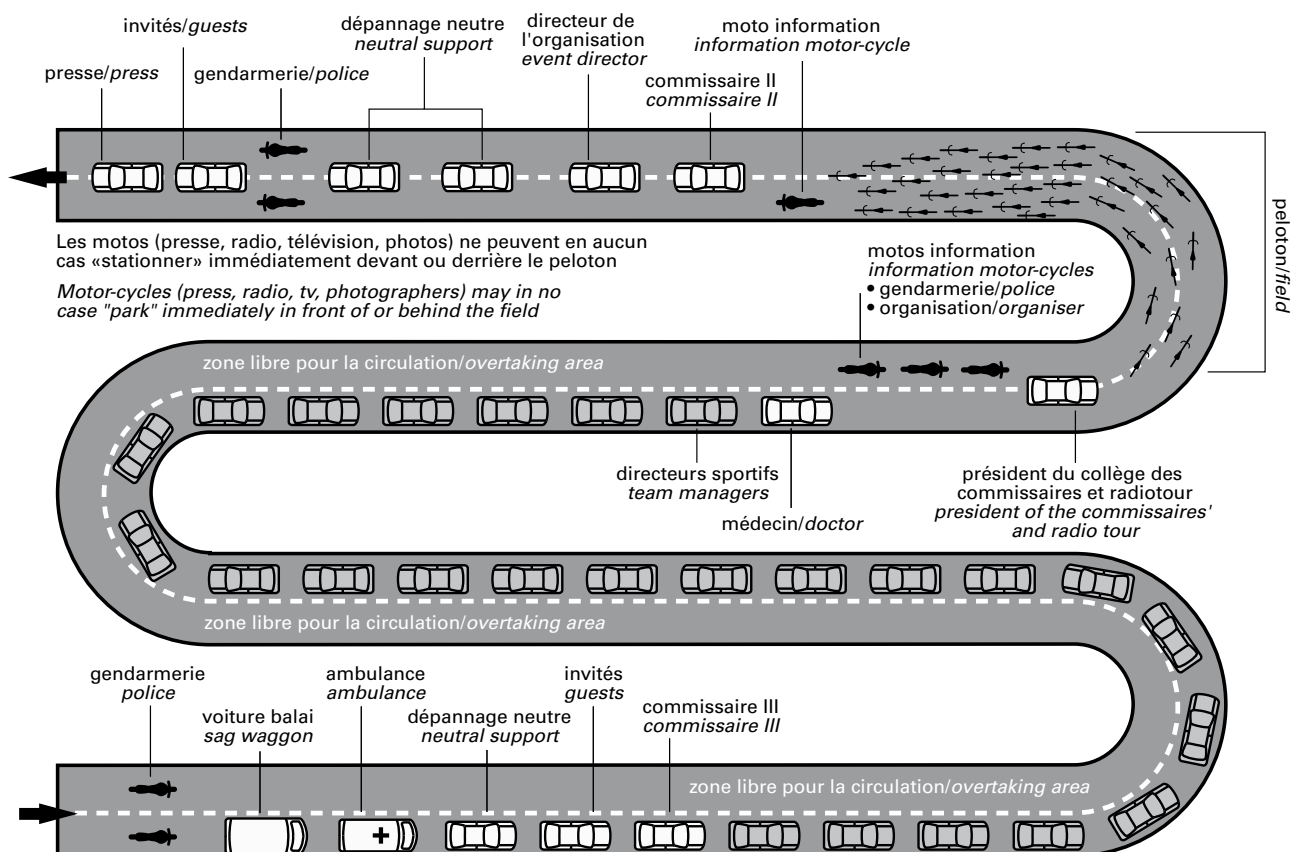 invités/guests
presse/press
gendarmerie/police
dépannage neutre
neutral support
directeur de
l'organisation
event director
commissaire II
commissaire II
moto information
information motor-cycle
peloton/field
Les motos (presse, radio, télévision, photos) ne peuvent en aucun
cas «stationner» immédiatement devant ou derrière le peloton
Motor-cycles (press, radio, tv, photographers) may in no
case "park" immediately in front of or behind the field
motos information
information motor-cycles
• gendarmerie/police
• organisation/organiser
zone libre pour la circulation/overtaking area
directeurs sportifs
team managers
médecin/doctor
président du collège des
commissaires et radiotour
president of the commissaires'
and radio tour
zone libre pour la circulation/overtaking area
gendarmerie
police
voiture balai
sag waggon
ambulance
ambulance
dépannage neutre
neutral support
invités
guests
commissaire III
commissaire III
zone libre pour la circulation/overtaking area